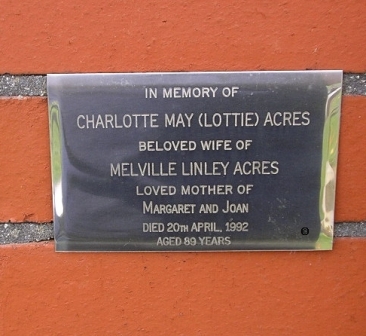 IN MEMORY OF
CHARLOTTE MAY (LOTTIE) ACRES
BELOVED WIFE OF
MELVILLE LINLEY ACRES
LOVED MOTHER OF
MARGARET AND JOAN
DIED 20TH APRIL, 1992
AGED 89 YEARS